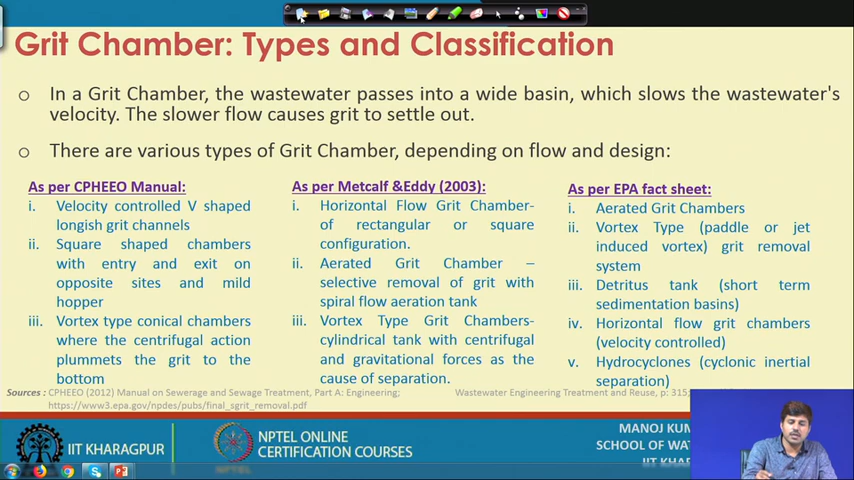 Grit Chamber: Types and Classification
o In a Grit Chamber, the wastewater passes into a wide basin, which slows the wastewater's
velocity. The slower flow causes grit to settle out.
o There are various types of Grit Chamber, depending on flow and design:
As per CPHEEO Manual:
i. Velocity controlled V shaped
longish grit channels
ii. Square shaped chambers
with entry and exit on
opposite sites and mild
hopper
iii. Vortex type conical chambers
where the centrifugal action
plummets the grit to the
bottom
As per Metcalf &Eddy (2003):
i. Horizontal Flow Grit Chamber-
of rectangular or square
configuration.
ii. Aerated Grit Chamber –
selective removal of grit with
spiral flow aeration tank
iii. Vortex Type Grit Chambers-
cylindrical tank with centrifugal
and gravitational forces as the
cause of separation.
As per EPA fact sheet:
i. Aerated Grit Chambers
ii. Vortex Type (paddle or jet
induced vortex) grit removal
system
iii. Detritus tank (short term
sedimentation basins)
iv. Horizontal flow grit chambers
(velocity controlled)
v. Hydrocyclones (cyclonic inertial
separation)
Sources : CPHEEO (2012) Manual on Sewerage and Sewage Treatment, Part A: Engineering;
Wastewater Engineering Treatment and Reuse, p: 315;
https://www3.epa.gov/npdes/pubs/final_sgrit_removal.pdf
IIT KHARAGPUR
NPTEL ONLINE
CERTIFICATION COURSES
NPTEL
MANOJ KUM
SCHOOL OF WAT
IIT KHAR